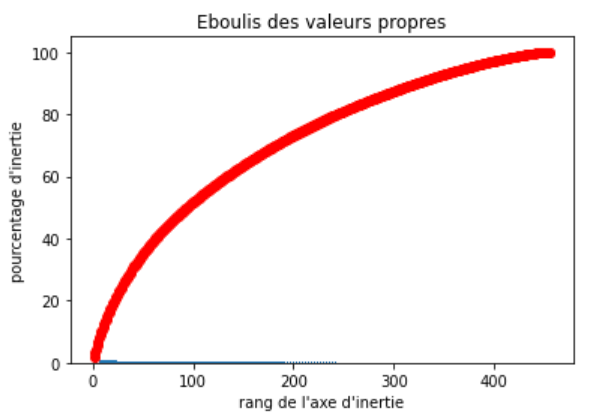 Eboulis des valeurs propres
100
80
60
40
20
0
pourcentage d'inertie
0 100 200 300 400
rang de l'axe d'inertie